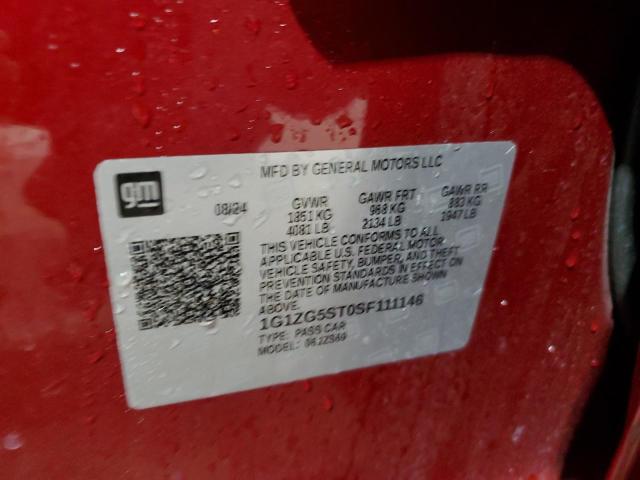 MFD BY GENERAL MOTORS LLC
gm
08/24
GVWR GAWR FRT GAWR RR
1851 KG 968 KG 883 KG
4081 LB 2134 LB 1947 LB
THIS VEHICLE CONFORMS TO ALL
APPLICABLE U.S. FEDERAL MOTOR
VEHICLE SAFETY, BUMPER, AND THEFT
PREVENTION STANDARDS IN EFFECT ON
THE DATE OF MANUFACTURE SHOWN
ABOVE.
1G1ZG5ST0SF111146
TYPE: PASS CAR
MODEL: